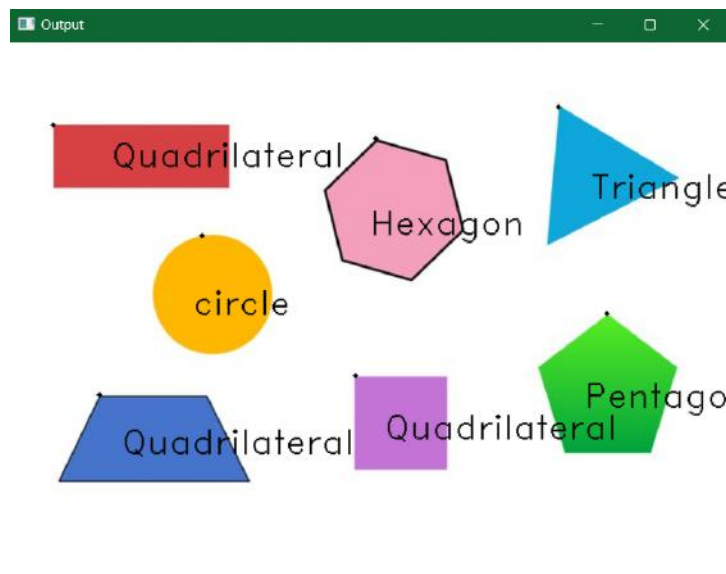 Output
Quadrilateral
Hexagon
Triangle
circle
Pentago
Quadrilateral
Quadrilateral